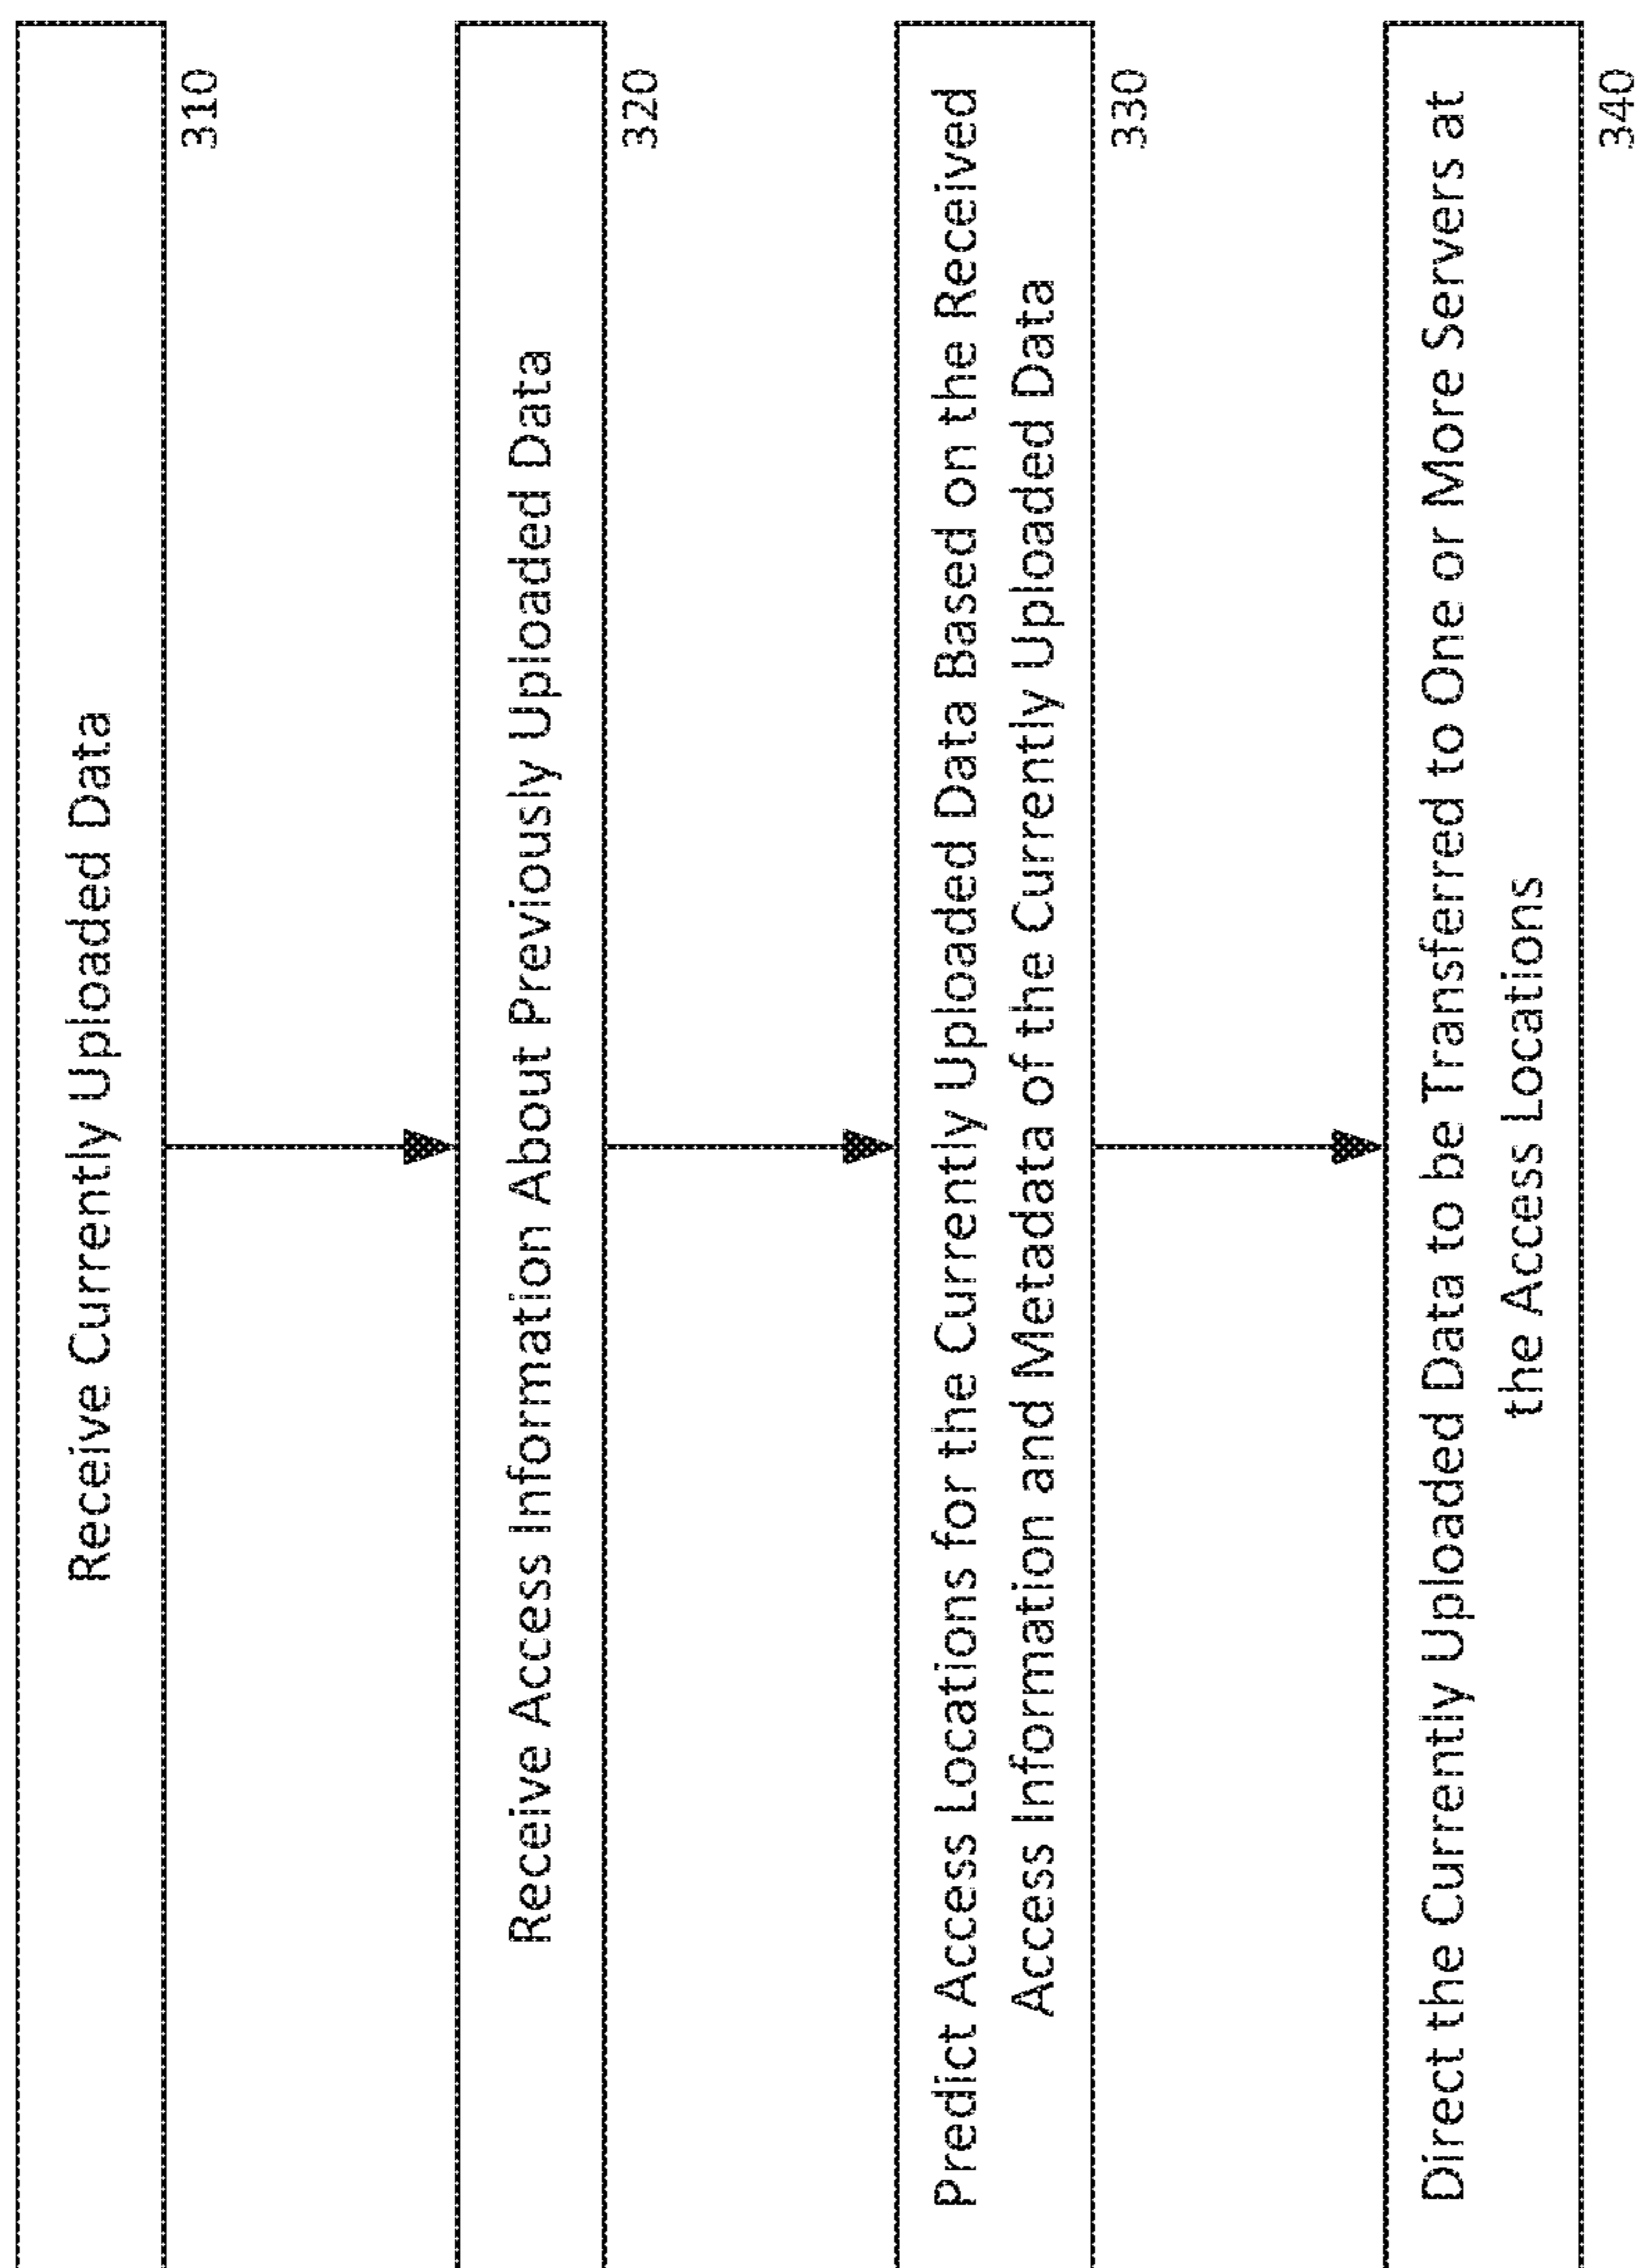 Receive Currently Uploaded Data
310
Receive Access Information About Previously Uploaded Data
320
Predict Access Locations for the Currently Uploaded Data Based on the Received
Access Information and Metadata of the Currently Uploaded Data
330
Direct the Currently Uploaded Data to be Transferred to One or More Servers at
the Access Locations
340